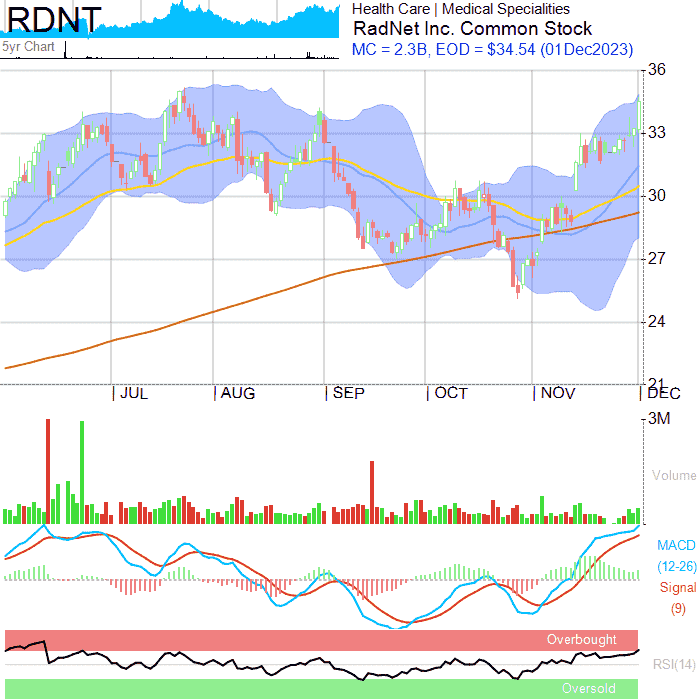 RDNT
5yr Chart
Health Care | Medical Specialities
RadNet Inc. Common Stock
MC = 2.3B, EOD = $34.54 (01Dec2023)
36
33
30
27
24
21
JUL
AUG
SEP
OCT
NOV
DEC
3M
Volume
MACD
(12-26)
Signal
(9)
Overbought
RSI(14)
Oversold